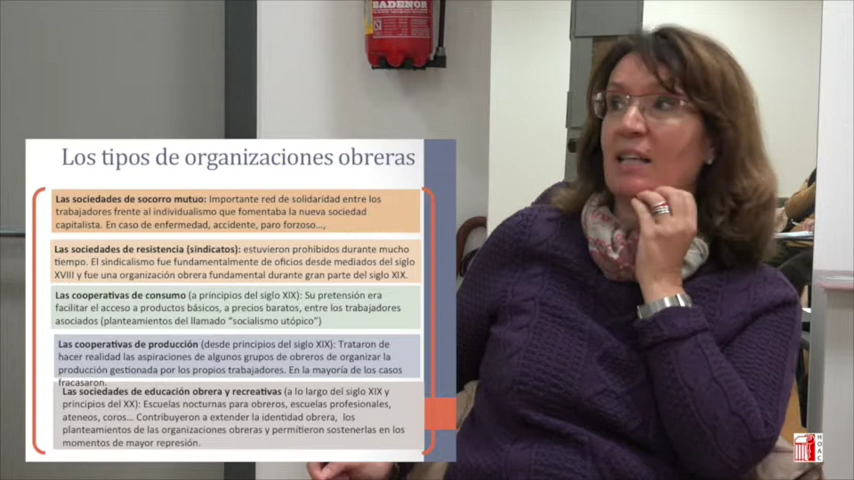 BADENOR
Los tipos de organizaciones obreras
Las sociedades de socorro mutuo: Importante red de solidaridad entre los
trabajadores frente al individualismo que fomentaba la nueva sociedad
capitalista. En caso de enfermedad, accidente, paro forzoso…,
Las sociedades de resistencia (sindicatos): estuvieron prohibidos durante mucho
tiempo. El sindicalismo fue fundamentalmente de oficios desde mediados del siglo
XVIII y fue una organización obrera fundamental durante gran parte del siglo XIX.
Las cooperativas de consumo (a principios del siglo XIX): Su pretensión era
facilitar el acceso a productos básicos, a precios baratos, entre los trabajadores
asociados (planteamientos del llamado "socialismo utópico")
Las cooperativas de producción (desde principios del siglo XIX): Trataron de
hacer realidad las aspiraciones de algunos grupos de obreros de organizar la
producción gestionada por los propios trabajadores. En la mayoría de los casos
fracasaron.
Las sociedades de educación obrera y recreativas (a lo largo del siglo XIX y
principios del XX): Escuelas nocturnas para obreros, escuelas profesionales,
ateneos, coros… Contribuyeron a extender la identidad obrera, los
planteamientos de las organizaciones obreras y permitieron sostenerlas en los
momentos de mayor represión.
HOAC